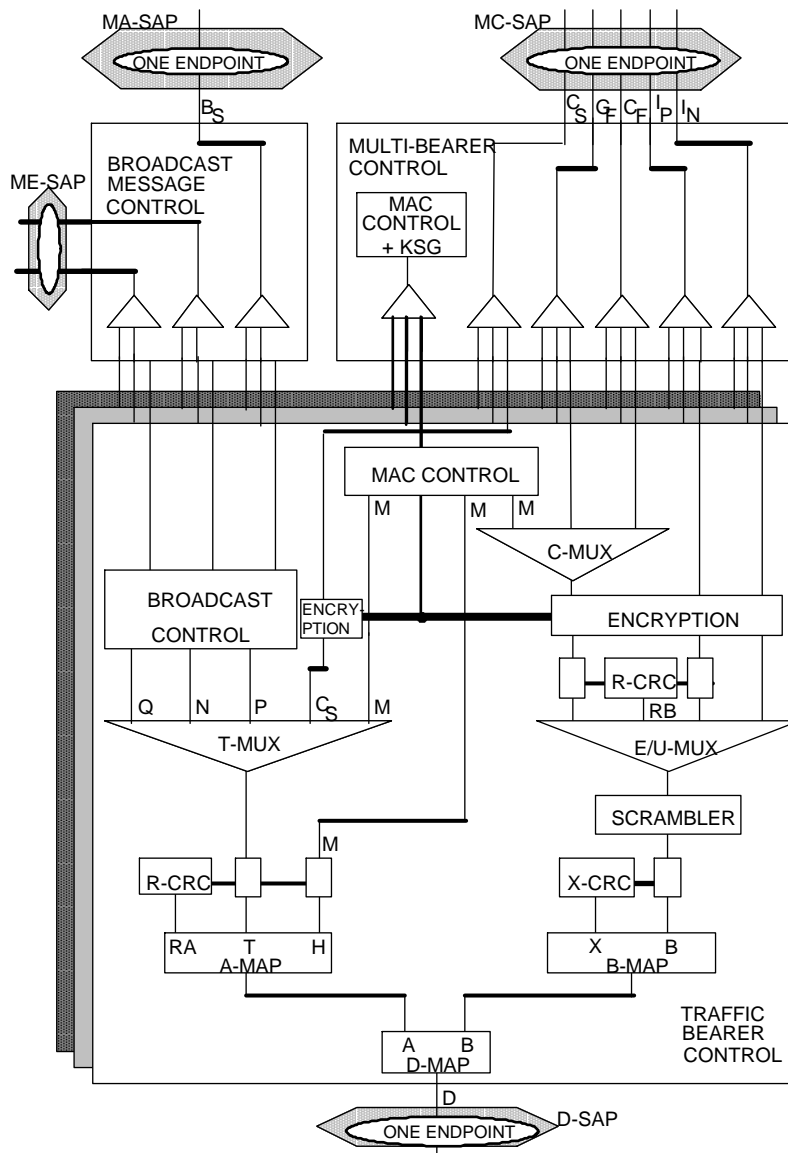 MA-SAP
MC-SAP
ONE ENDPOINT
ONE ENDPOINT
BS
CS GF CF IP IN
ME-SAP
BROADCAST
MESSAGE
CONTROL
MULTI-BEARER
CONTROL
MAC
CONTROL
+ KSG
MAC CONTROL
M M M
C-MUX
BROADCAST
CONTROL
ENCRY-
PTION
ENCRYPTION
R-CRC
Q N P CS M
RB
T-MUX
E/U-MUX
SCRAMBLER
M
R-CRC
X-CRC
RA T H
A-MAP
X B
B-MAP
TRAFFIC
BEARER
CONTROL
A B
D-MAP
D
D-SAP
ONE ENDPOINT